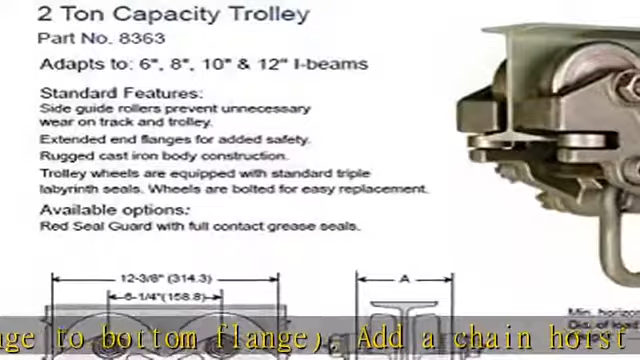 2 Ton Capacity Trolley
Part No. 8363
Adapts to: 6", 8", 10" & 12" I-beams
Standard Features:
Side guide rollers prevent unnecessary
wear on track and trolley.
Extended end flanges for added safety.
Rugged cast iron body construction.
Trolley wheels are equipped with standard triple
labyrinth seals. Wheels are bolted for easy replacement.
Available options:
Red Seal Guard with full contact grease seals.
12-3/8" (314.3)
6-1/4"(158.8)
A
Min. horizo
to bottom flange). Add a chain hoist